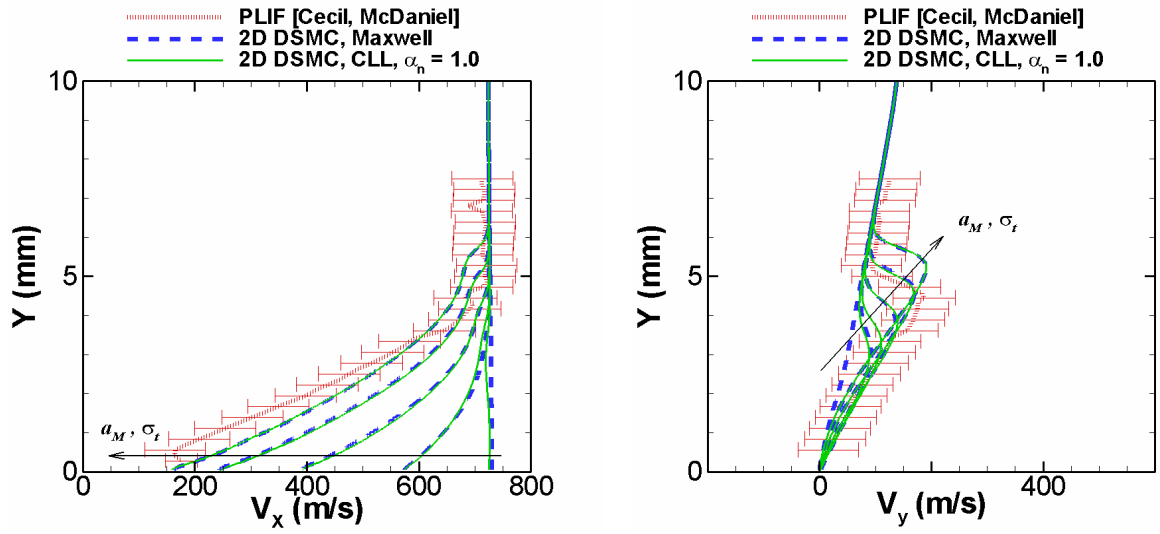 PLIF [Cecil, McDaniel]
2D DSMC, Maxwell
2D DSMC, CLL, αn = 1.0
10
5
0
Y (mm)
aM , σt
0 200 400 600 800
VX (m/s)
PLIF [Cecil, McDaniel]
2D DSMC, Maxwell
2D DSMC, CLL, αn = 1.0
10
5
0
Y (mm)
aM , σt
0 400
Vy (m/s)